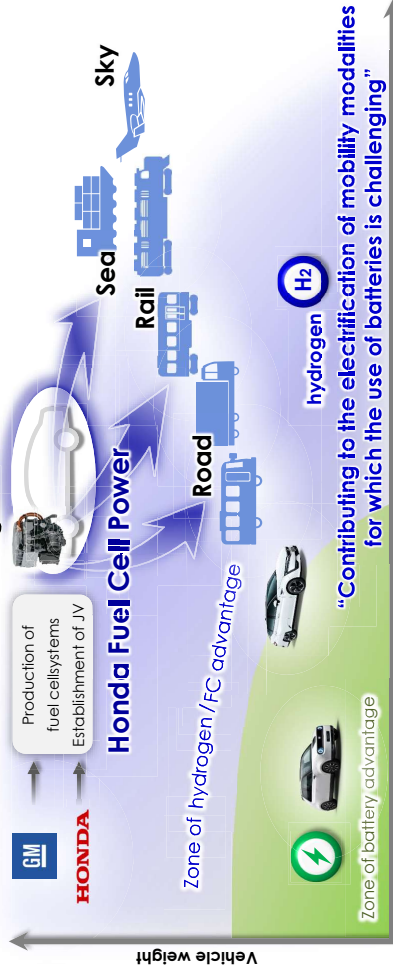 GM
HONDA
Production of
fuel cellsystems
Establishment of JV
Honda Fuel Cell Power
Sea
Sky
Rail
Road
Zone of hydrogen/FC advantage
H2
hydrogen
“Contributing to the electrification of mobility modalities
for which the use of batteries is challenging”
Zone of battery advantage
Vehicle weight